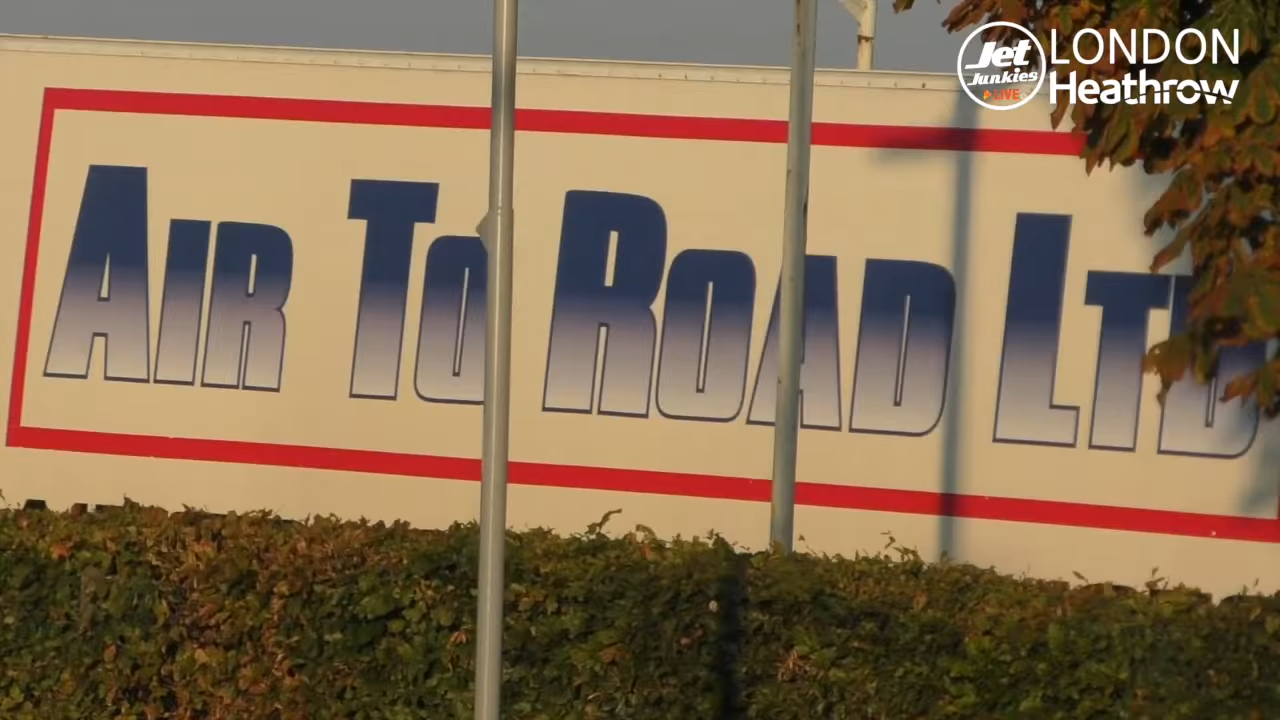 Jet
Junkies
LIVE
LONDON
Heathrow
AIR TO ROAD LTD